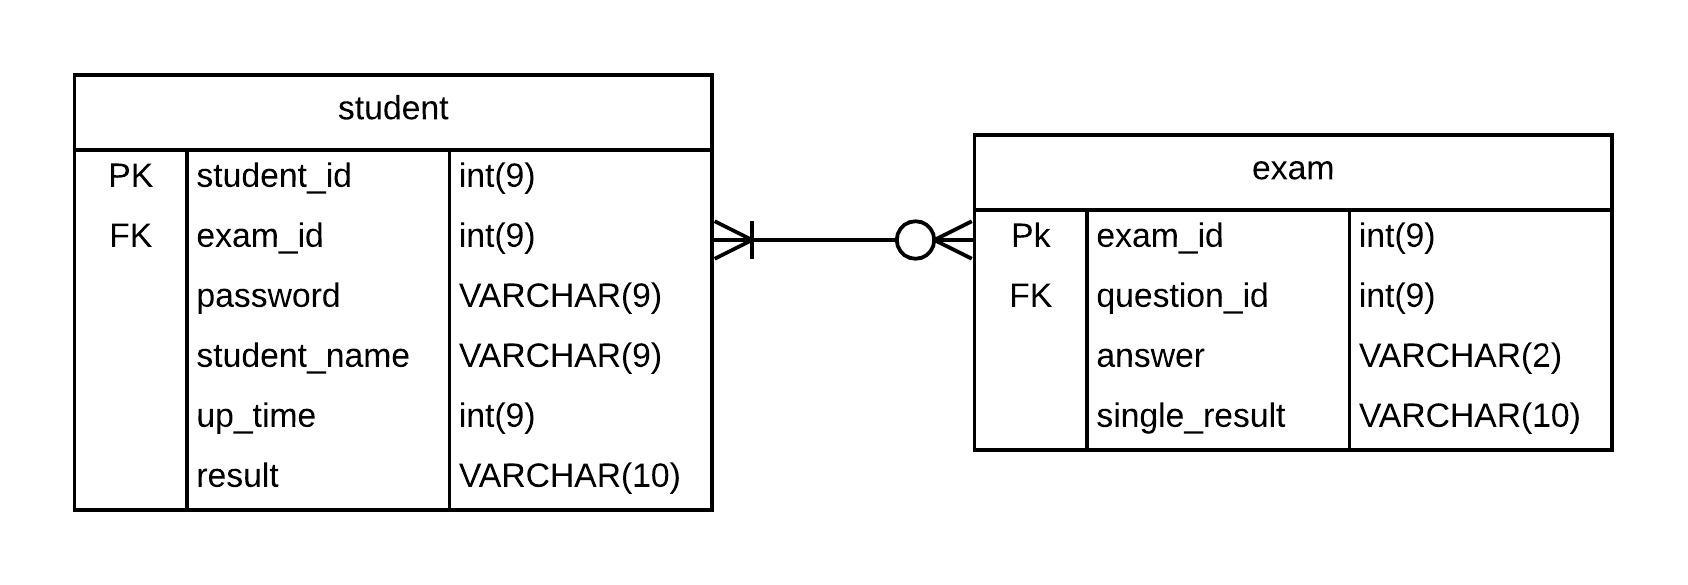 student
PK student_id int(9)
FK exam_id int(9)
password VARCHAR(9)
student_name VARCHAR(9)
up_time int(9)
result VARCHAR(10)
exam
Pk exam_id int(9)
FK question_id int(9)
answer VARCHAR(2)
single_result VARCHAR(10)